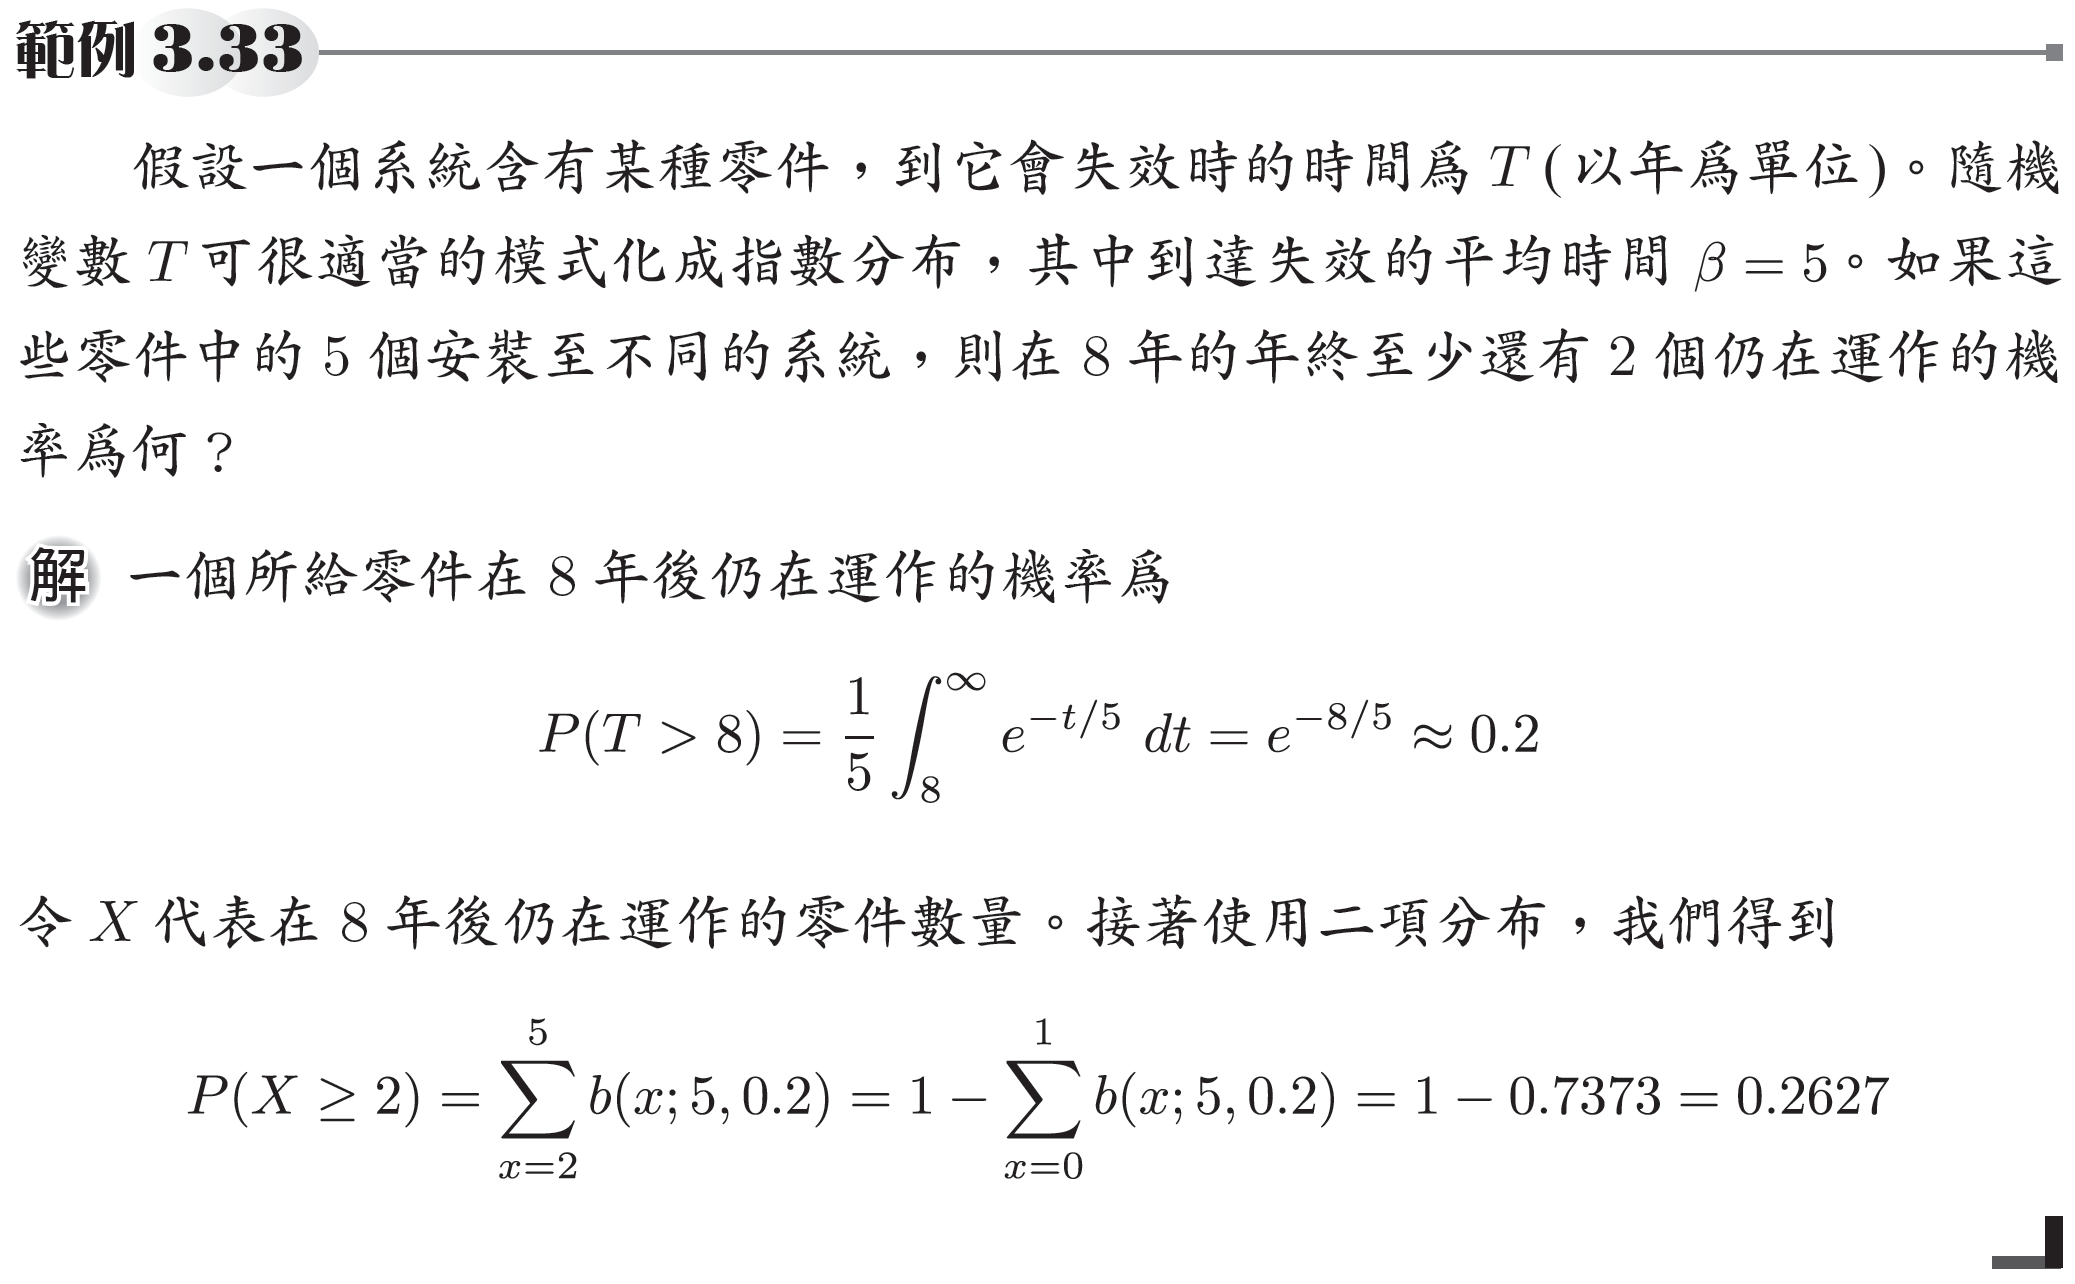 範例 3.33
假設一個系統含有某種零件，到它會失效時的時間為 T (以年為單位)。隨機
變數 T 可很適當的模式化成指數分布，其中到達失效的平均時間 β = 5。如果這
些零件中的 5 個安裝至不同的系統，則在 8 年的年終至少還有 2 個仍在運作的機
率為何？
解 一個所給零件在 8 年後仍在運作的機率為
P(T > 8) = \frac{1}{5} \int_{8}^{\infty} e^{-t/5} dt = e^{-8/5} ≈ 0.2
令 X 代表在 8 年後仍在運作的零件數量。接著使用二項分布，我們得到
P(X ≥ 2) = \sum_{x=2}^{5} b(x; 5, 0.2) = 1 − \sum_{x=0}^{1} b(x; 5, 0.2) = 1 − 0.7373 = 0.2627